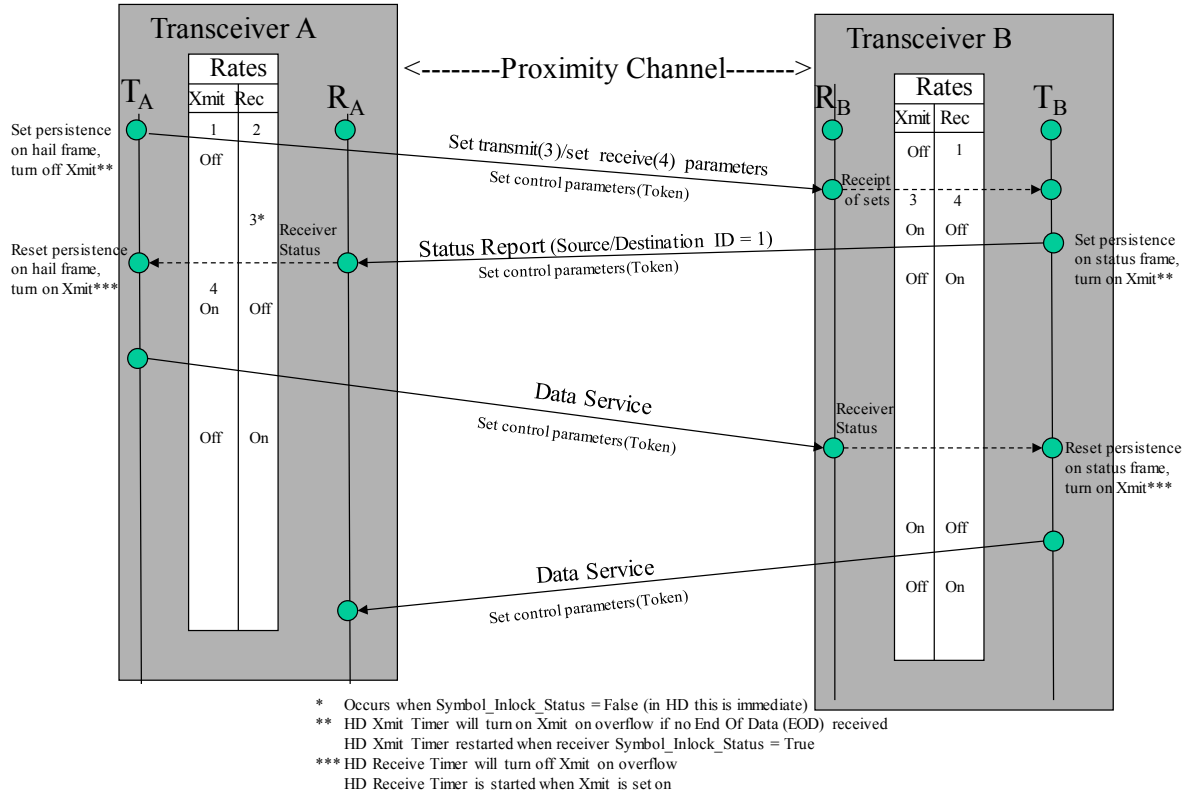 Transceiver A
Transceiver B
<--------Proximity Channel------>
Rates
Xmit Rec
T_A
R_A
Rates
Xmit Rec
R_B
T_B
Set persistence
on hail frame,
turn off Xmit**
1 2
Off
Set transmit(3)/set receive(4) parameters
Set control parameters(Token)
Off 1
Receipt
of sets
3 4
On Off
3*
Receiver
Status
Reset persistence
on hail frame,
turn on Xmit***
Status Report (Source/Destination ID = 1)
Set control parameters(Token)
Set persistence
on status frame,
turn on Xmit**
Off On
4
On Off
Data Service
Set control parameters(Token)
Receiver
Status
Off On
Reset persistence
on status frame,
turn on Xmit***
On Off
Data Service
Set control parameters(Token)
Off On
* Occurs when Symbol_Inlock_Status = False (in HD this is immediate)
** HD Xmit Timer will turn on Xmit on overflow if no End Of Data (EOD) received
HD Xmit Timer restarted when receiver Symbol_Inlock_Status = True
*** HD Receive Timer will turn off Xmit on overflow
HD Receive Timer is started when Xmit is set on